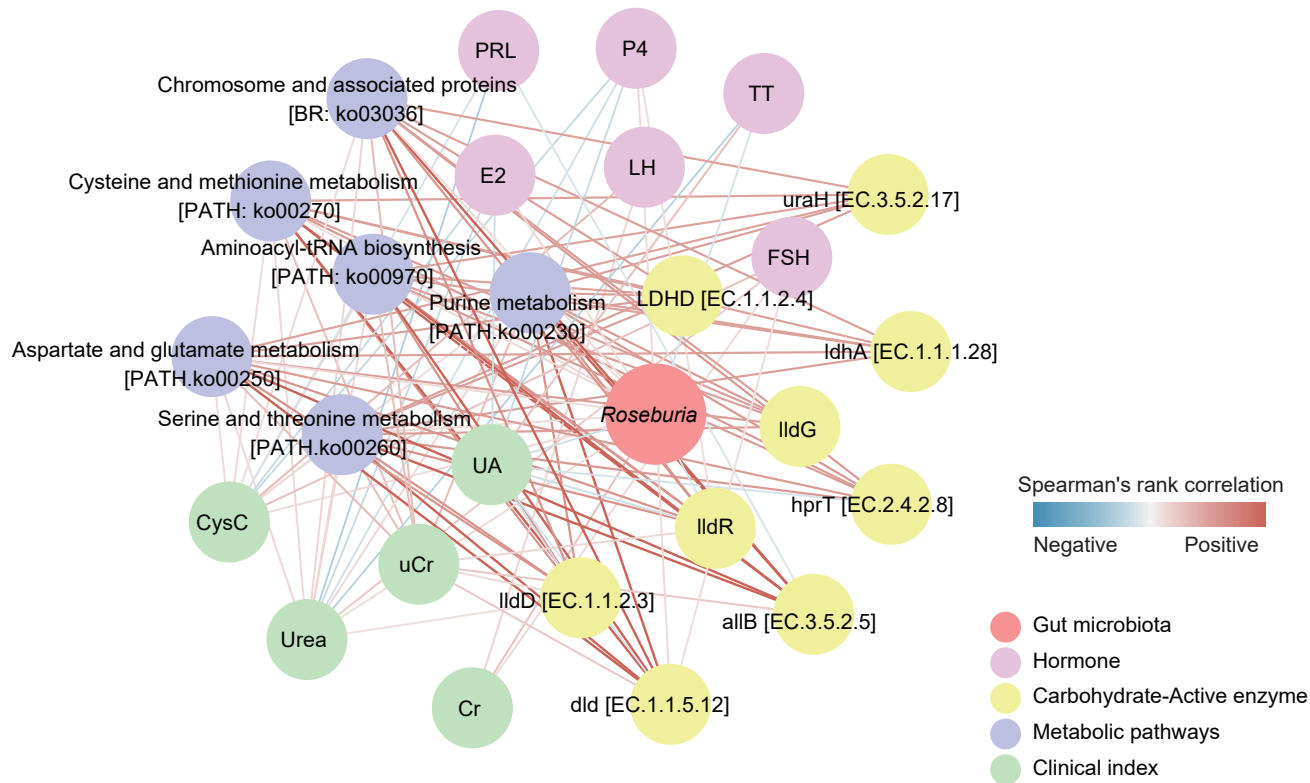 PRL
P4
Chromosome and associated proteins
[BR: ko03036]
TT
E2
LH
Cysteine and methionine metabolism
[PATH: ko00270]
uraH [EC.3.5.2.17]
Aminoacyl-tRNA biosynthesis
[PATH: ko00970]
FSH
Purine metabolism
[PATH.ko00230]
LDHD [EC.1.1.2.4]
Aspartate and glutamate metabolism
[PATH.ko00250]
ldhA [EC.1.1.1.28]
Serine and threonine metabolism
[PATH.ko00260]
Roseburia
lldG
UA
CysC
hprT [EC.2.4.2.8]
lldR
uCr
lldD [EC.1.1.2.3]
allB [EC.3.5.2.5]
Urea
Cr
dld [EC.1.1.5.12]
Spearman's rank correlation
Negative Positive
Gut microbiota
Hormone
Carbohydrate-Active enzyme
Metabolic pathways
Clinical index